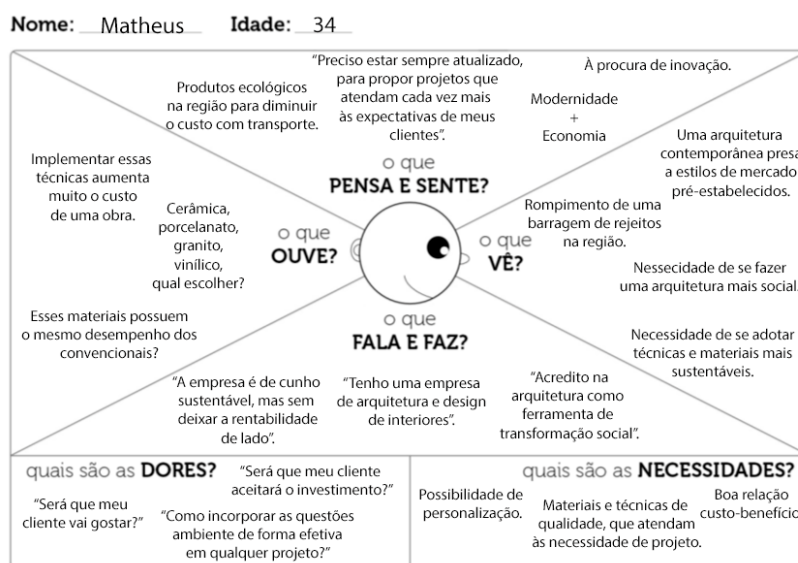 Nome: Matheus Idade: 34
"Preciso estar sempre atualizado,
para propor projetos que
atendam cada vez mais
às expectativas de meus
clientes".
À procura de inovação.
Produtos ecológicos
na região para diminuir
o custo com transporte.
Modernidade
+
Economia
o que
PENSA E SENTE?
Implementar essas
técnicas aumenta
muito o custo
de uma obra.
Cerâmica,
porcelanato,
granito,
vinílico,
qual escolher?
Esses materiais possuem
o mesmo desempenho dos
convencionais?
o que
OUVE?
o que
VÊ?
Uma arquitetura
contemporânea presa
a estilos de mercado
pré-estabelecidos.
Rompimento de uma
barragem de rejeitos
na região.
Nessecidade de se fazer
uma arquitetura mais social.
Necessidade de se adotar
técnicas e materiais mais
sustentáveis.
o que
FALA E FAZ?
"A empresa é de cunho
sustentável, mas sem
deixar a rentabilidade
de lado".
"Tenho uma empresa
de arquitetura e design
de interiores".
"Acredito na
arquitetura como
ferramenta de
transformação social".
quais são as DORES?
"Será que meu cliente
aceitará o investimento?"
"Será que meu
cliente vai gostar?"
"Como incorporar as questões
ambiente de forma efetiva
em qualquer projeto?"
quais são as NECESSIDADES?
Possibilidade de
personalização.
Materiais e técnicas de
qualidade, que atendam
às necessidade de projeto.
Boa relação
custo-benefício